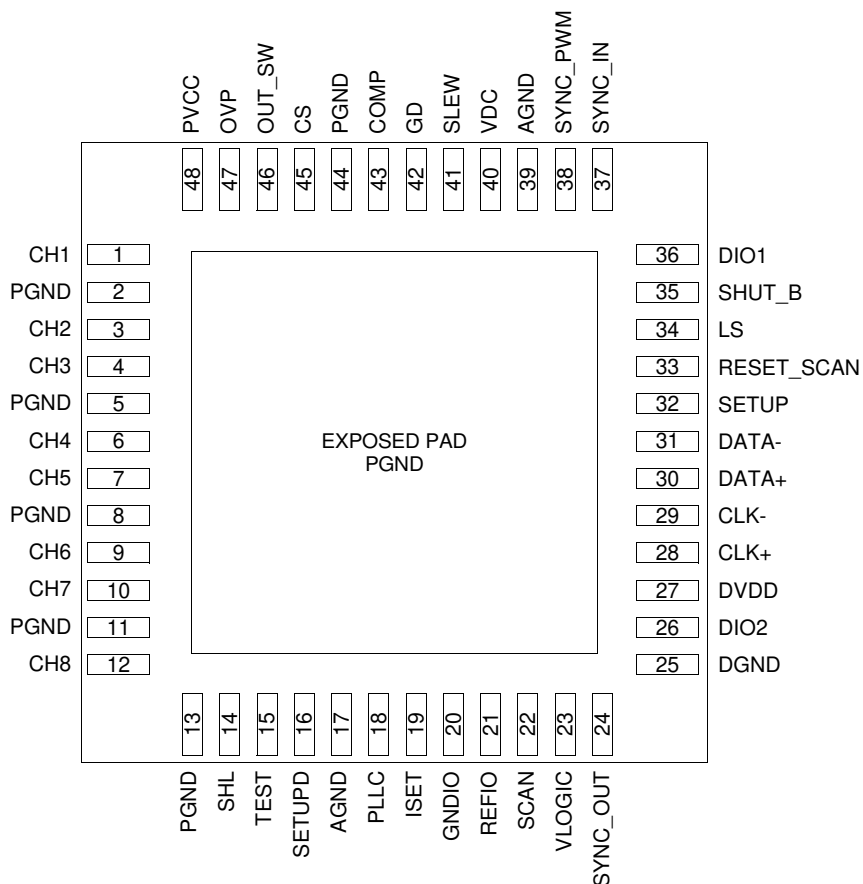 PVCC
OVP
OUT_SW
CS
PGND
COMP
GD
SLEW
VDC
AGND
SYNC_PWM
SYNC_IN
48
47
46
45
44
43
42
41
40
39
38
37
CH1 1
PGND 2
CH2 3
CH3 4
PGND 5
CH4 6
CH5 7
PGND 8
CH6 9
CH7 10
PGND 11
CH8 12
EXPOSED PAD
PGND
36 DIO1
35 SHUT_B
34 LS
33 RESET_SCAN
32 SETUP
31 DATA-
30 DATA+
29 CLK-
28 CLK+
27 DVDD
26 DIO2
25 DGND
13
14
15
16
17
18
19
20
21
22
23
24
PGND
SHL
TEST
SETUPD
AGND
PLLC
ISET
GNDIO
REFIO
SCAN
VLOGIC
SYNC_OUT